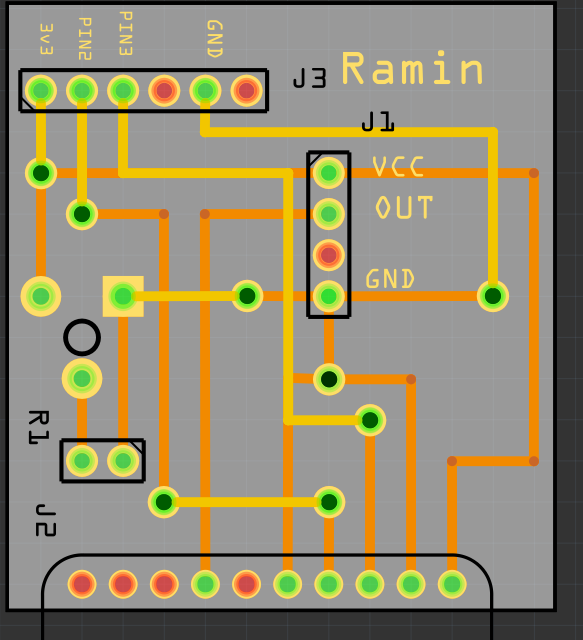 3v3
PIN2
PIN3
GND
Ramin
J3
J1
VCC
OUT
GND
R1
J2